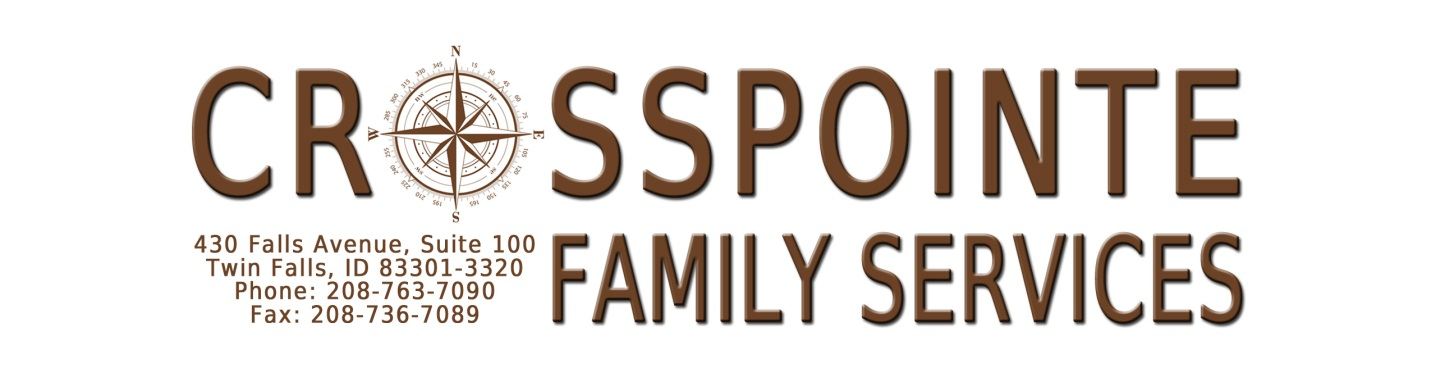 CROSSPOINTE
FAMILY SERVICES
430 Falls Avenue, Suite 100
Twin Falls, ID 83301-3320
Phone: 208-763-7090
Fax: 208-736-7089
N
E
S
W